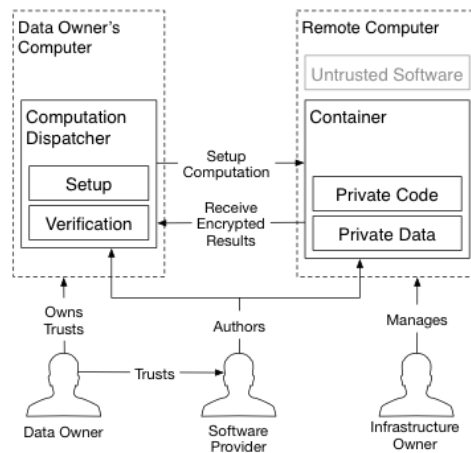 Data Owner's
Computer
Remote Computer
Untrusted Software
Computation
Dispatcher
Setup
Verification
Setup
Computation
Receive
Encrypted
Results
Container
Private Code
Private Data
Owns
Trusts
Authors
Manages
Trusts
Data Owner
Software
Provider
Infrastructure
Owner